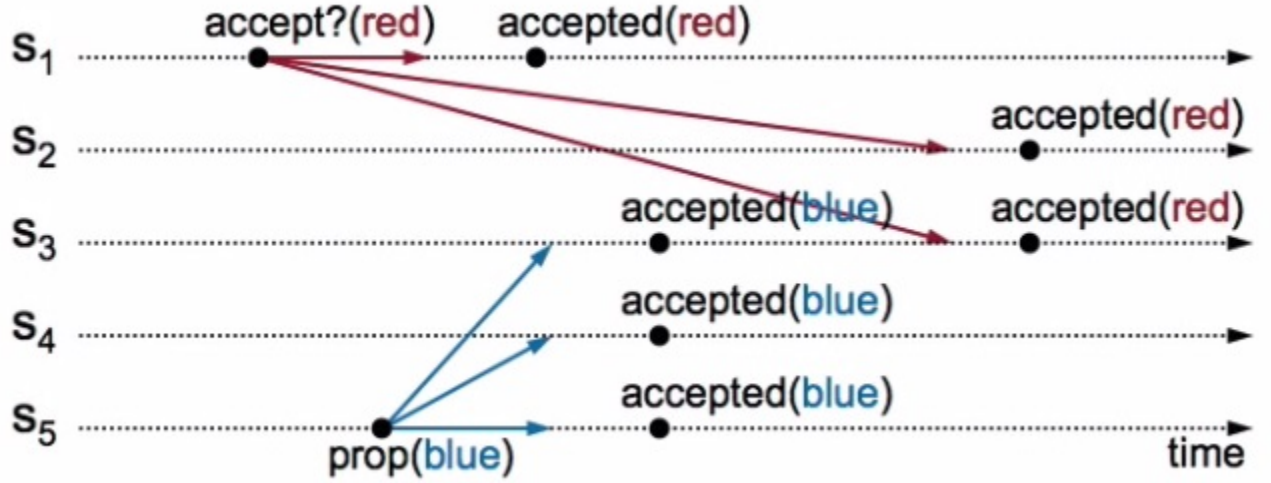 accept?(red) accepted(red)
S1
accepted(red)
S2
accepted(blue) accepted(red)
S3
accepted(blue)
S4
accepted(blue)
S5
prop(blue) time